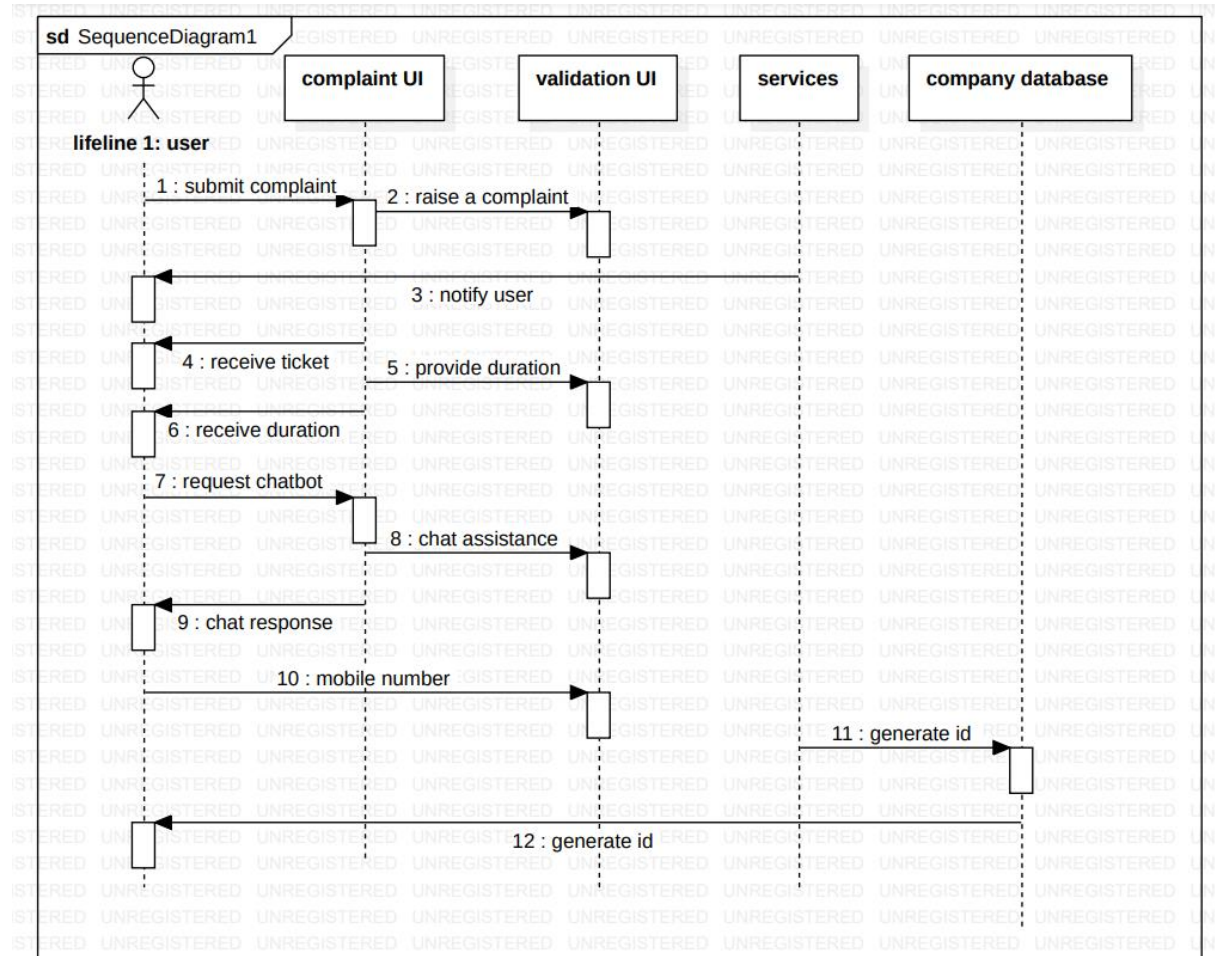 sd SequenceDiagram1
complaint UI
validation UI
services
company database
lifeline 1: user
1 : submit complaint
2 : raise a complaint
3 : notify user
4 : receive ticket
5 : provide duration
6 : receive duration
7 : request chatbot
8 : chat assistance
9 : chat response
10 : mobile number
11 : generate id
12 : generate id
UNREGISTERED